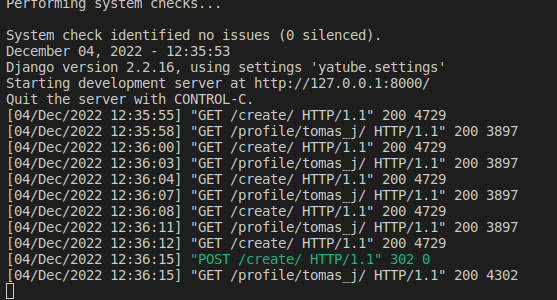 Performing system checks...
System check identified no issues (0 silenced).
December 04, 2022 - 12:35:53
Django version 2.2.16, using settings 'yatube.settings'
Starting development server at http://127.0.0.1:8000/
Quit the server with CONTROL-C.
[04/Dec/2022 12:35:55] "GET /create/ HTTP/1.1" 200 4729
[04/Dec/2022 12:35:58] "GET /profile/tomas_j/ HTTP/1.1" 200 3897
[04/Dec/2022 12:36:00] "GET /create/ HTTP/1.1" 200 4729
[04/Dec/2022 12:36:03] "GET /profile/tomas_j/ HTTP/1.1" 200 3897
[04/Dec/2022 12:36:04] "GET /create/ HTTP/1.1" 200 4729
[04/Dec/2022 12:36:07] "GET /profile/tomas_j/ HTTP/1.1" 200 3897
[04/Dec/2022 12:36:08] "GET /create/ HTTP/1.1" 200 4729
[04/Dec/2022 12:36:11] "GET /profile/tomas_j/ HTTP/1.1" 200 3897
[04/Dec/2022 12:36:12] "GET /create/ HTTP/1.1" 200 4729
[04/Dec/2022 12:36:15] "POST /create/ HTTP/1.1" 302 0
[04/Dec/2022 12:36:15] "GET /profile/tomas_j/ HTTP/1.1" 200 4302